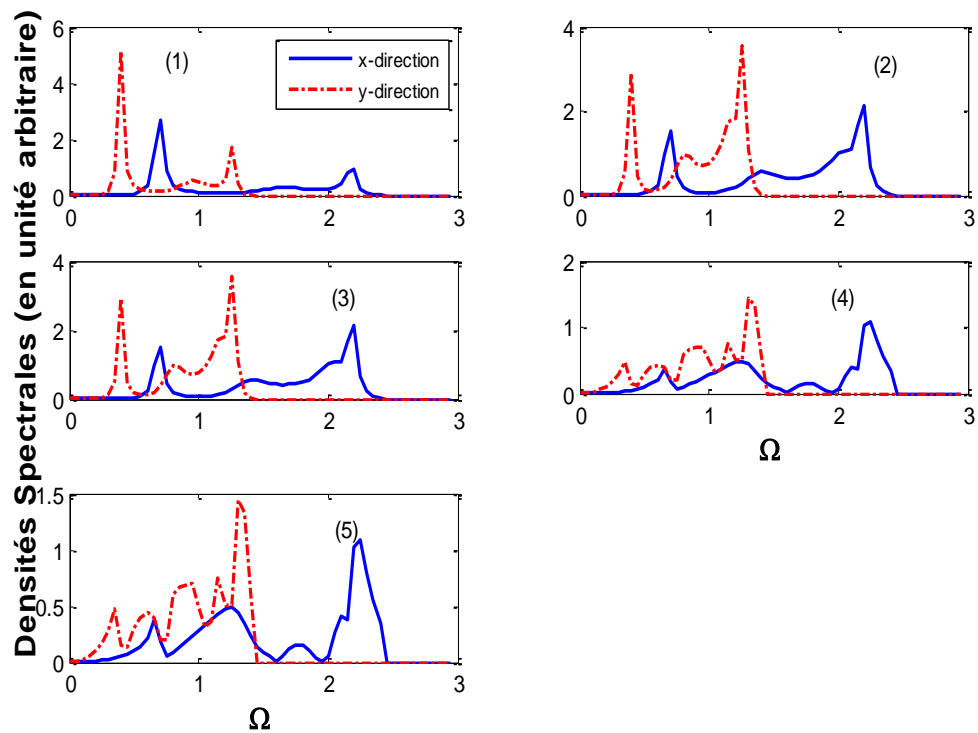 Densités Spectrales (en unité arbitraire)
6
4
2
0
0 1 2 3
(1)
x-direction
y-direction
4
2
0
0 1 2 3
(2)
4
2
0
0 1 2 3
(3)
2
1
0
0 1 2 3
(4)
Ω
1.5
1
0.5
0
0 1 2 3
(5)
Ω